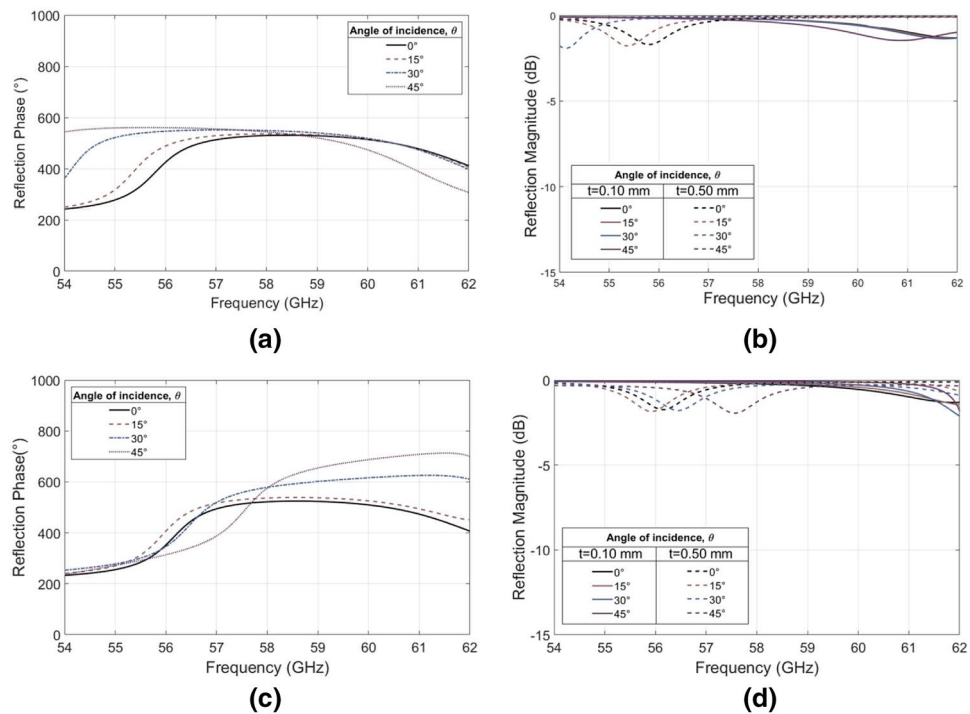 1000
800
600
400
200
0
Reflection Phase (°)
Angle of incidence, θ
0°
15°
30°
45°
54 55 56 57 58 59 60 61 62
Frequency (GHz)
(a)
0
-5
-10
-15
Reflection Magnitude (dB)
Angle of incidence, θ
t=0.10 mm t=0.50 mm
0° 0°
15° 15°
30° 30°
45° 45°
54 55 56 57 58 59 60 61 62
Frequency (GHz)
(b)
1000
800
600
400
200
0
Reflection Phase(°)
Angle of incidence, θ
0°
15°
30°
45°
54 55 56 57 58 59 60 61 62
Frequency (GHz)
(c)
0
-5
-10
-15
Reflection Magnitude (dB)
Angle of incidence, θ
t=0.10 mm t=0.50 mm
0° 0°
15° 15°
30° 30°
45° 45°
54 55 56 57 58 59 60 61 62
Frequency (GHz)
(d)